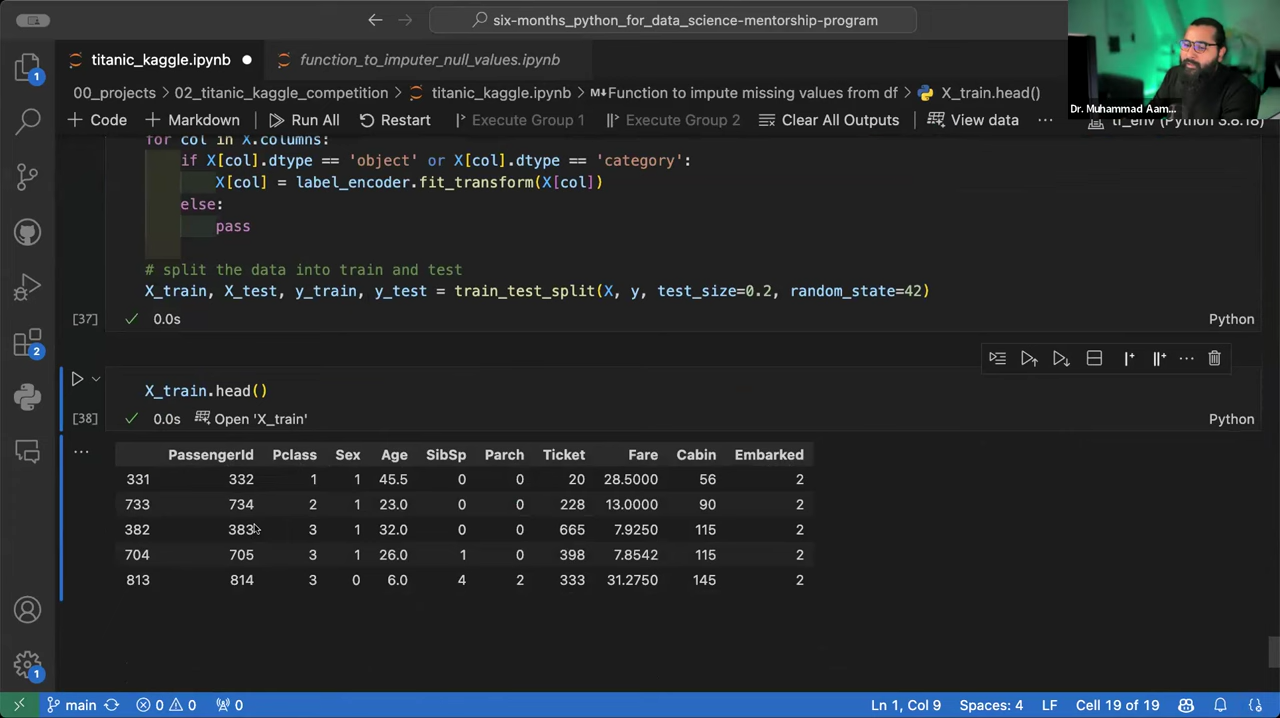 six-months_python_for_data_science-mentorship-program
titanic_kaggle.ipynb
function_to_imputer_null_values.ipynb
00_projects > 02_titanic_kaggle_competition > titanic_kaggle.ipynb > Function to impute missing values from df > X_train.head()
Dr. Muhammad Aam...
+ Code + Markdown Run All Restart Execute Group 1 Execute Group 2 Clear All Outputs View data ... tf_env (Python 3.8.18)
for col in X.columns:
if X[col].dtype == 'object' or X[col].dtype == 'category':
X[col] = label_encoder.fit_transform(X[col])
else:
pass
# split the data into train and test
X_train, X_test, y_train, y_test = train_test_split(X, y, test_size=0.2, random_state=42)
[37] 0.0s Python
X_train.head()
[38] 0.0s Open 'X_train' Python
PassengerId Pclass Sex Age SibSp Parch Ticket Fare Cabin Embarked
331 332 1 1 45.5 0 0 20 28.5000 56 2
733 734 2 1 23.0 0 0 228 13.0000 90 2
382 383 3 1 32.0 0 0 665 7.9250 115 2
704 705 3 1 26.0 1 0 398 7.8542 115 2
813 814 3 0 6.0 4 2 333 31.2750 145 2
1
2
1
main 0 0 0 Ln 1, Col 9 Spaces: 4 LF Cell 19 of 19